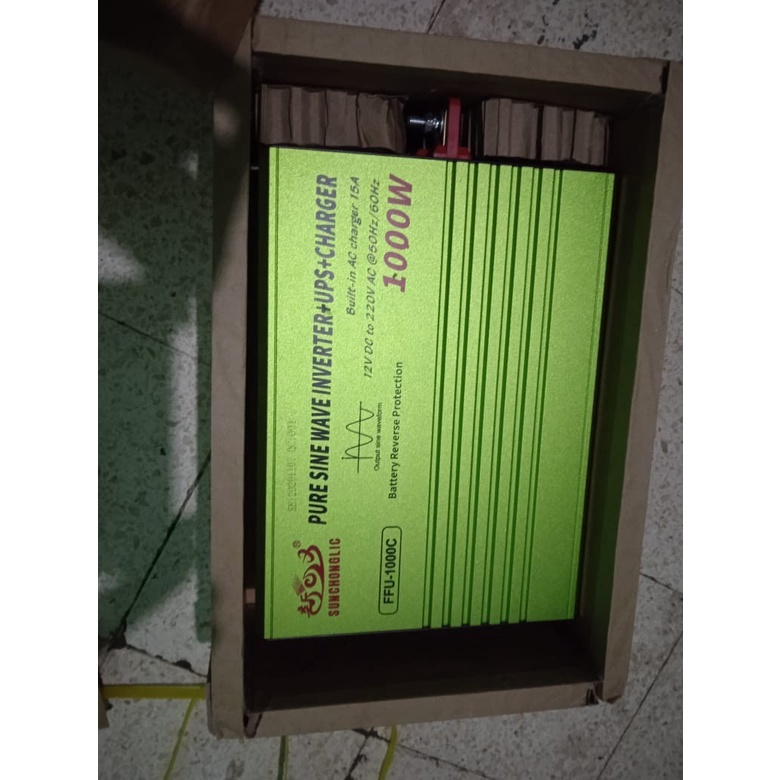 PURE SINE WAVE INVERTER+UPS+CHARGER
Built-in AC charger 15A
12V DC to 220V AC @50Hz/60Hz
1000W
Output sine waveform
Battery Reverse Protection
®
SUNCHONGLIC
FFU-1000C